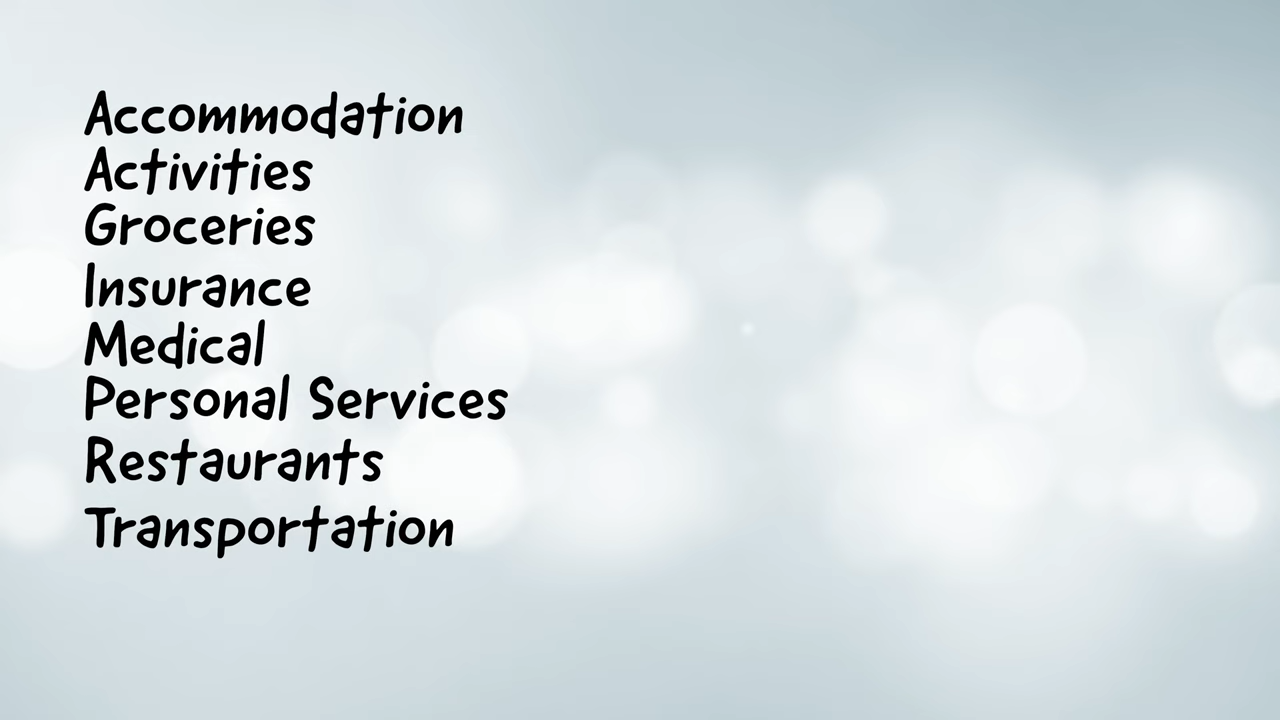 Accommodation
Activities
Groceries
Insurance
Medical
Personal Services
Restaurants
Transportation